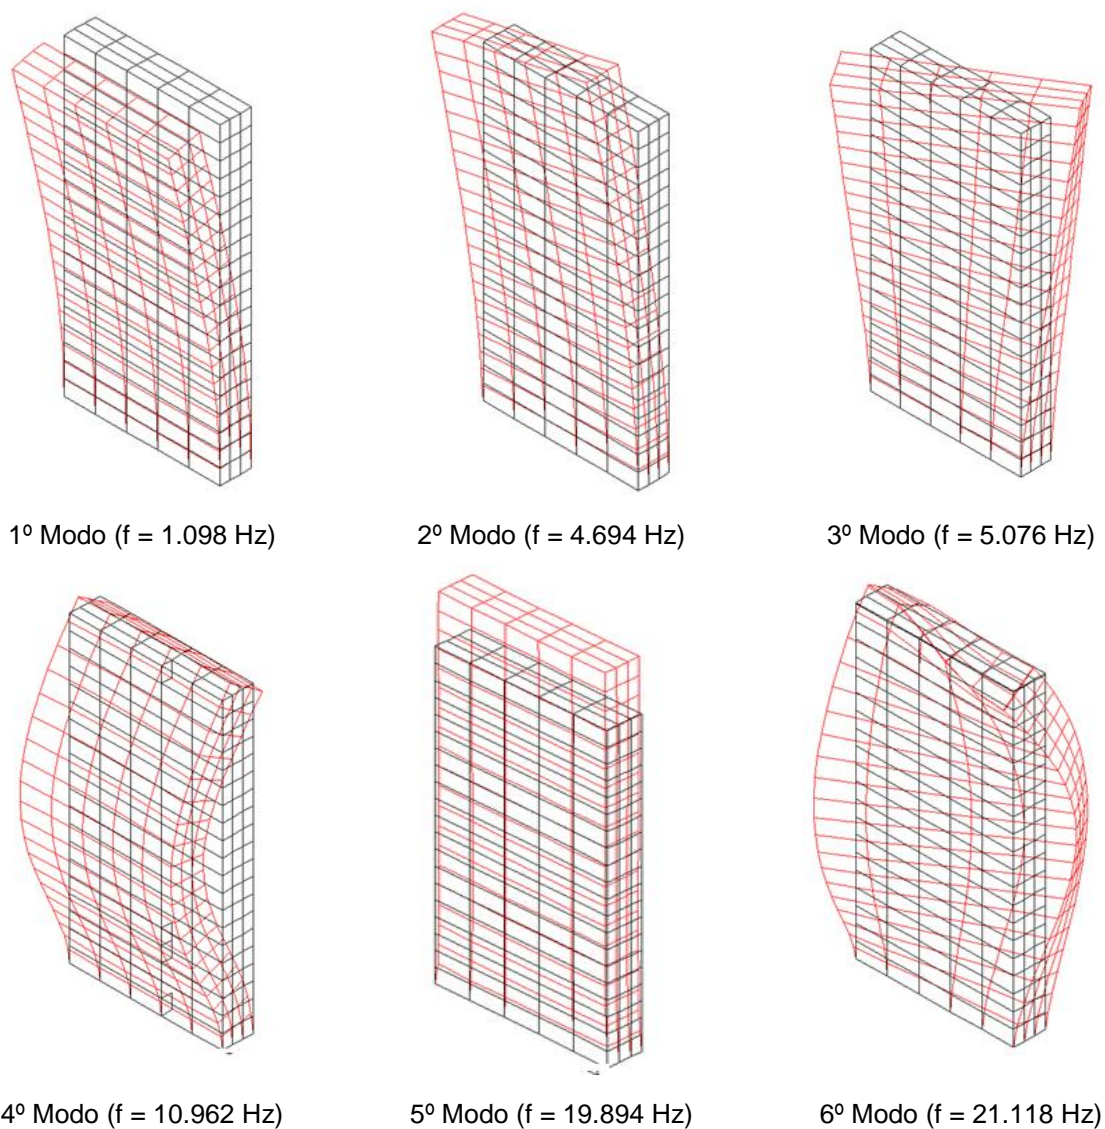 1º Modo (f = 1.098 Hz)
2º Modo (f = 4.694 Hz)
3º Modo (f = 5.076 Hz)
4º Modo (f = 10.962 Hz)
5º Modo (f = 19.894 Hz)
6º Modo (f = 21.118 Hz)